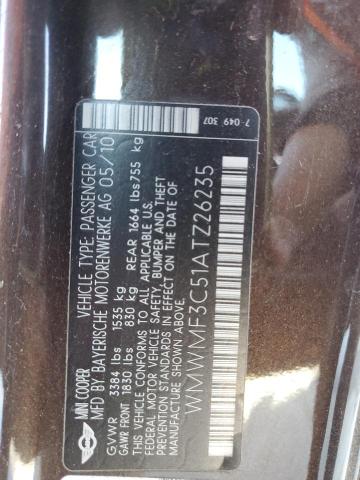 MINI COOPER
VEHICLE TYPE: PASSENGER CAR
MFD BY: BAYERISCHE MOTORENWERKE AG 05/10
GVWR 3384 lbs 1535 kg
GAWR FRONT 1830 lbs 830 kg REAR 1664 lbs 755 kg
THIS VEHICLE CONFORMS TO ALL APPLICABLE U.S.
FEDERAL MOTOR VEHICLE SAFETY, BUMPER AND THEFT
PREVENTION STANDARDS IN EFFECT ON THE DATE OF
MANUFACTURE SHOWN ABOVE.
WMWMF3C51ATZ26235
7 049 307